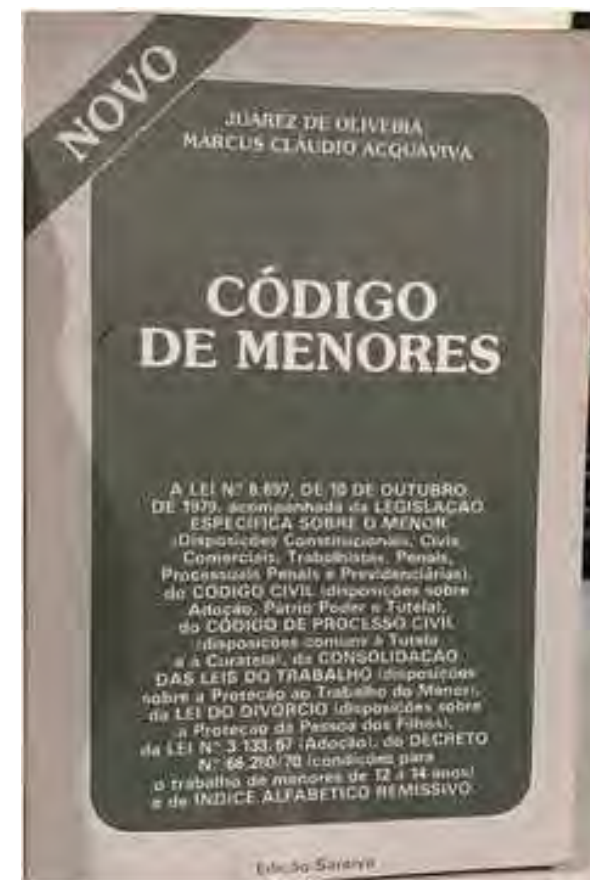 NOVO
JUAREZ DE OLIVEIRA
MARCUS CLÁUDIO ACQUAVIVA
CÓDIGO
DE MENORES
A LEI N.º 6.697, DE 10 DE OUTUBRO
DE 1979, acompanhada da LEGISLAÇÃO
ESPECÍFICA SOBRE O MENOR
(Disposições Constitucionais, Civis,
Comerciais, Trabalhistas, Penais,
Processuais Penais e Previdenciárias),
do CÓDIGO CIVIL (disposições sobre
Adoção, Pátrio Poder e Tutela),
do CÓDIGO DE PROCESSO CIVIL
(disposições comuns à Tutela
e à Curatela), da CONSOLIDAÇÃO
DAS LEIS DO TRABALHO (disposições
sobre a Proteção ao Trabalho do Menor),
da LEI DO DIVÓRCIO (disposições sobre
a Proteção da Pessoa dos Filhos),
da LEI N.º 3.133/57 (Adoção), do DECRETO
N.º 66.280/70 (condições para
o trabalho de menores de 12 a 14 anos)
e de ÍNDICE ALFABÉTICO REMISSIVO.
Edição Saraiva